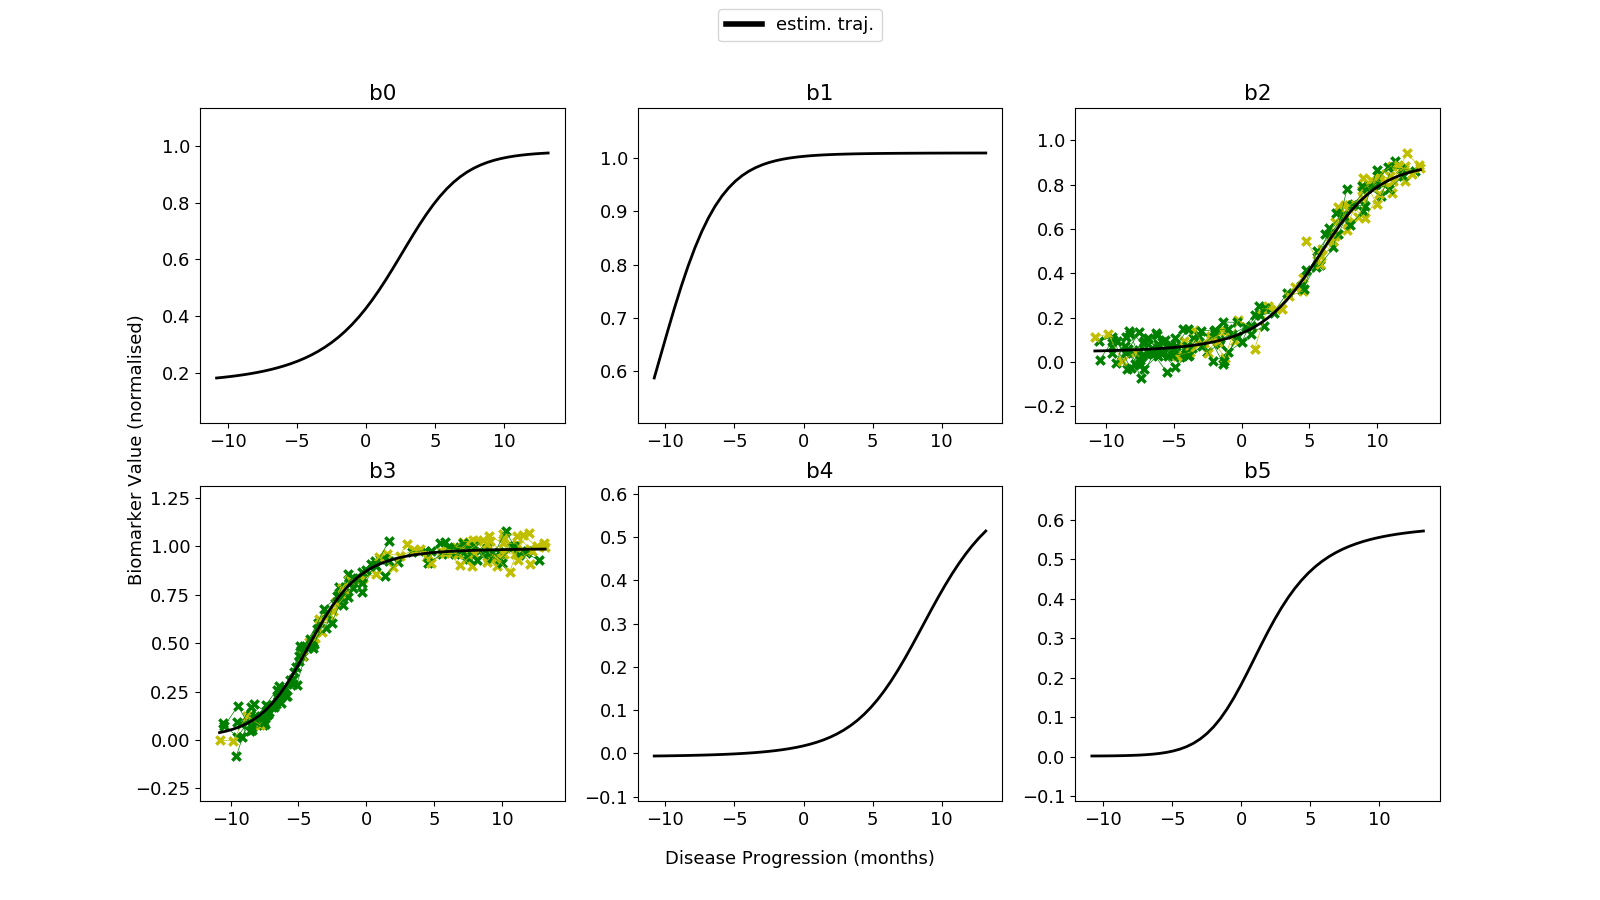 estim. traj.
b0
b1
b2
1.0
0.8
0.6
0.4
0.2
−10 −5 0 5 10
1.0
0.9
0.8
0.7
0.6
−10 −5 0 5 10
1.0
0.8
0.6
0.4
0.2
0.0
−0.2
−10 −5 0 5 10
Biomarker Value (normalised)
b3
b4
b5
1.25
1.00
0.75
0.50
0.25
0.00
−0.25
−10 −5 0 5 10
0.6
0.5
0.4
0.3
0.2
0.1
0.0
−0.1
−10 −5 0 5 10
0.6
0.5
0.4
0.3
0.2
0.1
0.0
−0.1
−10 −5 0 5 10
Disease Progression (months)